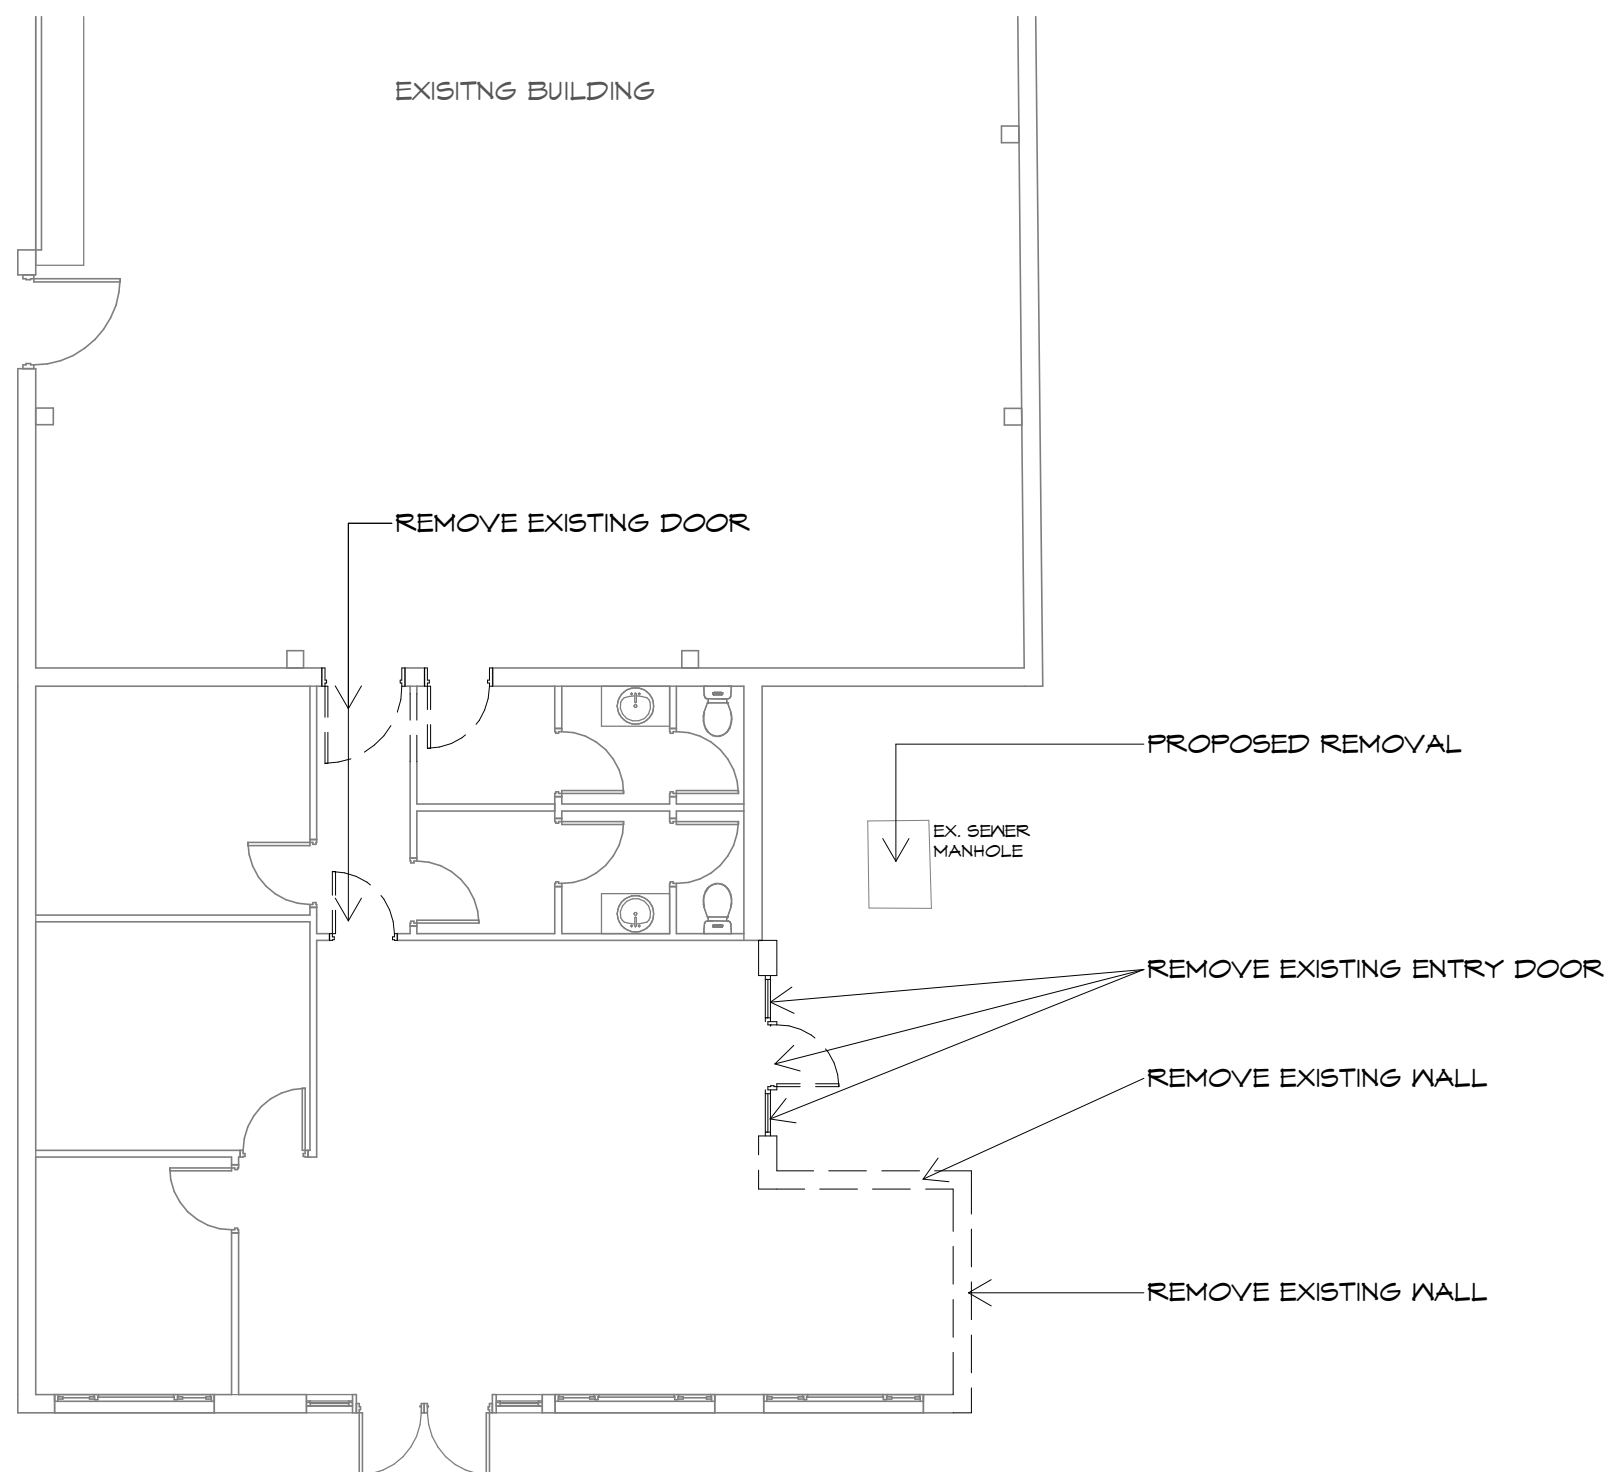 EXISITNG BUILDING
REMOVE EXISTING DOOR
PROPOSED REMOVAL
EX. SEWER
MANHOLE
REMOVE EXISTING ENTRY DOOR
REMOVE EXISTING WALL
REMOVE EXISTING WALL